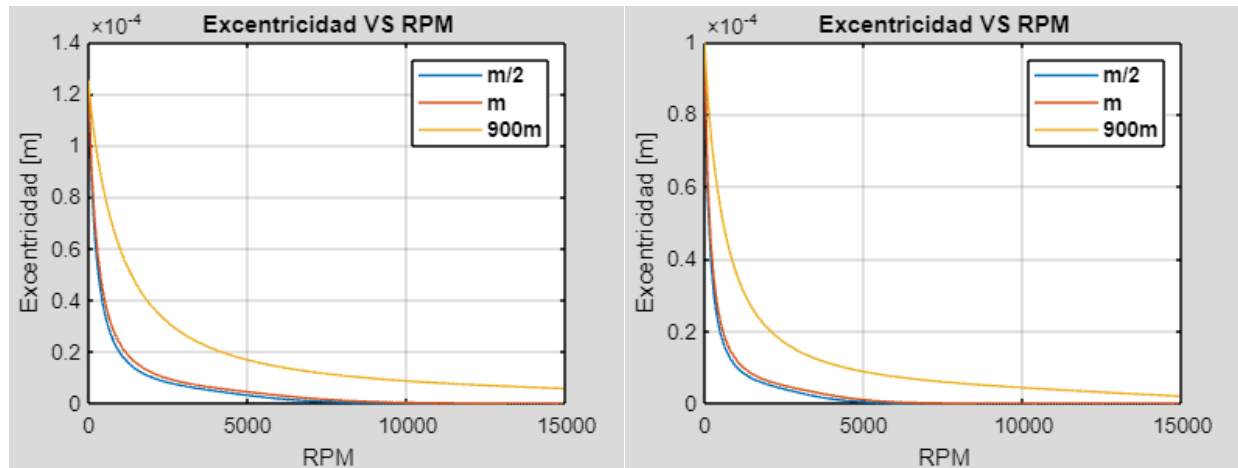 ×10-4
Excentricidad VS RPM
1.4
1.2
1
0.8
0.6
0.4
0.2
0
Excentricidad [m]
m/2
m
900m
0 5000 10000 15000
RPM
×10-4
Excentricidad VS RPM
1
0.8
0.6
0.4
0.2
0
Excentricidad [m]
m/2
m
900m
0 5000 10000 15000
RPM